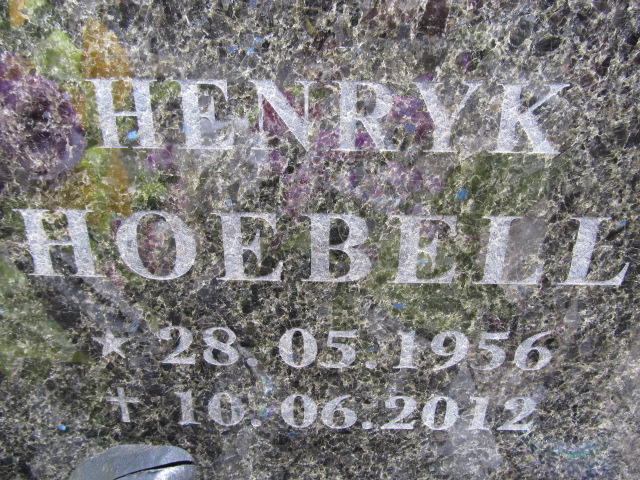 HENRYK
HOEBELL
★ 28.05.1956
✝ 10.06.2012